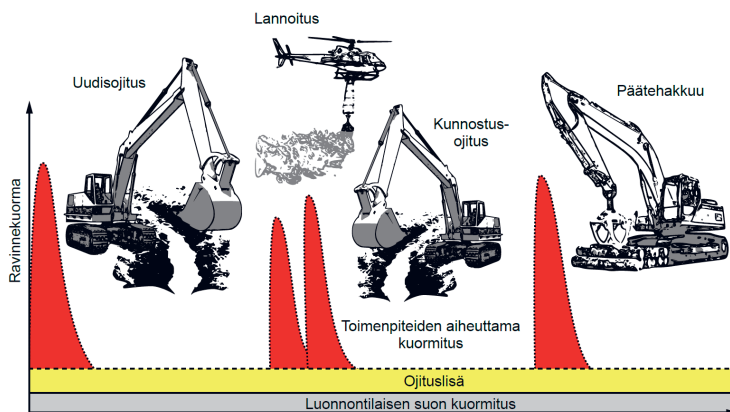 Lannoitus
Uudisojitus
Päätehakkuu
Kunnostus-
ojitus
Ravinnekuorma
Toimenpiteiden aiheuttama
kuormitus
Ojituslisä
Luonnontilaisen suon kuormitus